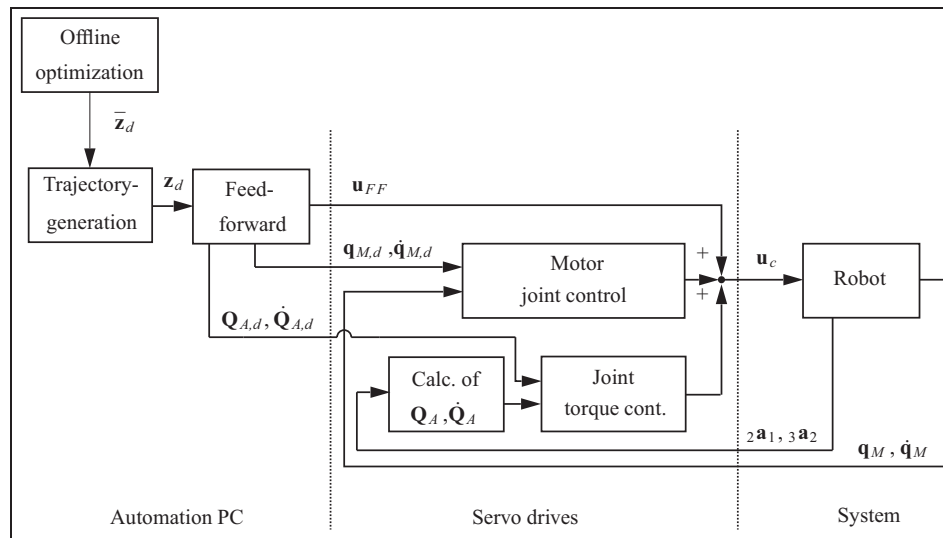 Offline
optimization
z̄_d
Trajectory-
generation
z_d
Feed-
forward
u_FF
q_M,d , q̇_M,d
Q_A,d , Q̇_A,d
Motor
joint control
+
+
u_c
Robot
Calc. of
Q_A , Q̇_A
Joint
torque cont.
₂a₁ , ₃a₂
q_M , q̇_M
Automation PC
Servo drives
System